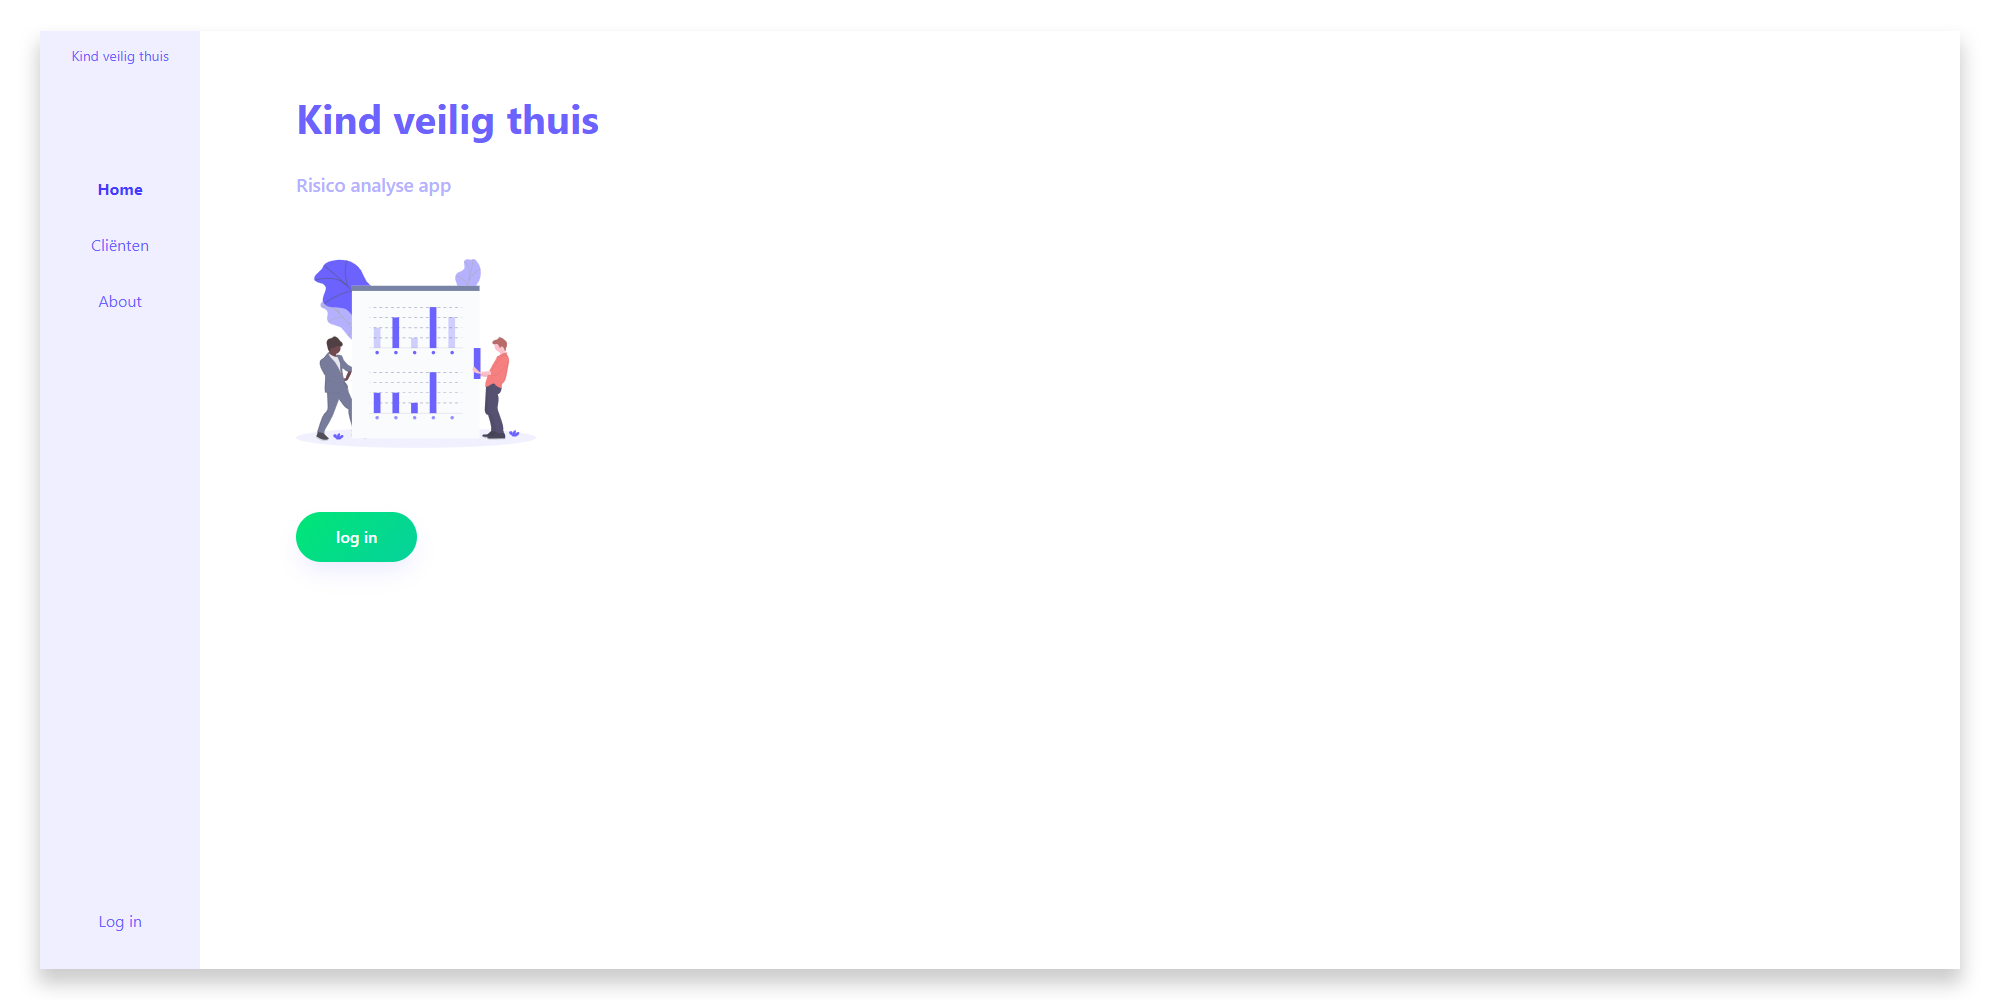 Kind veilig thuis
Home
Cliënten
About
Log in
Kind veilig thuis
Risico analyse app
log in